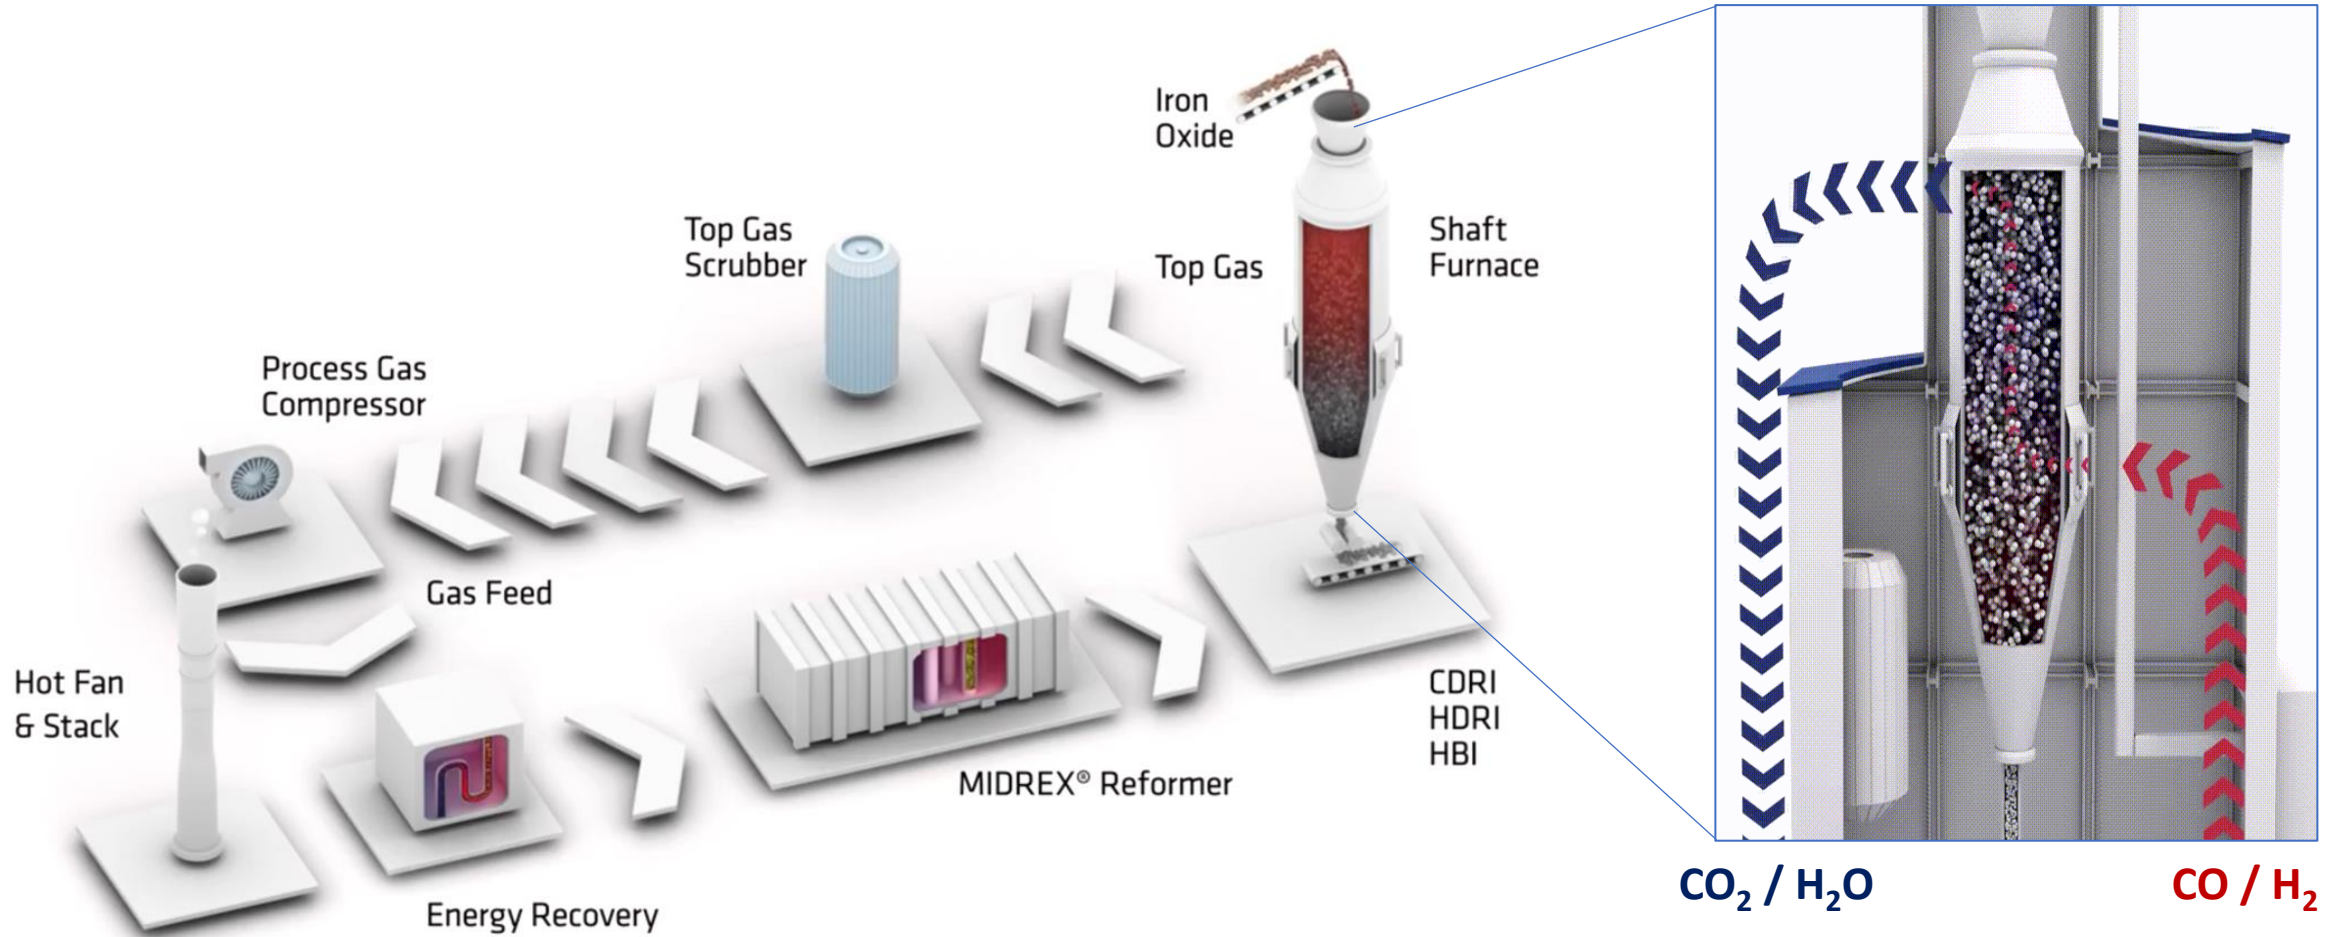 Iron
Oxide
Top Gas
Scrubber
Top Gas
Shaft
Furnace
Process Gas
Compressor
Gas Feed
Hot Fan
& Stack
CDRI
HDRI
HBI
MIDREX® Reformer
Energy Recovery
CO₂ / H₂O
CO / H₂